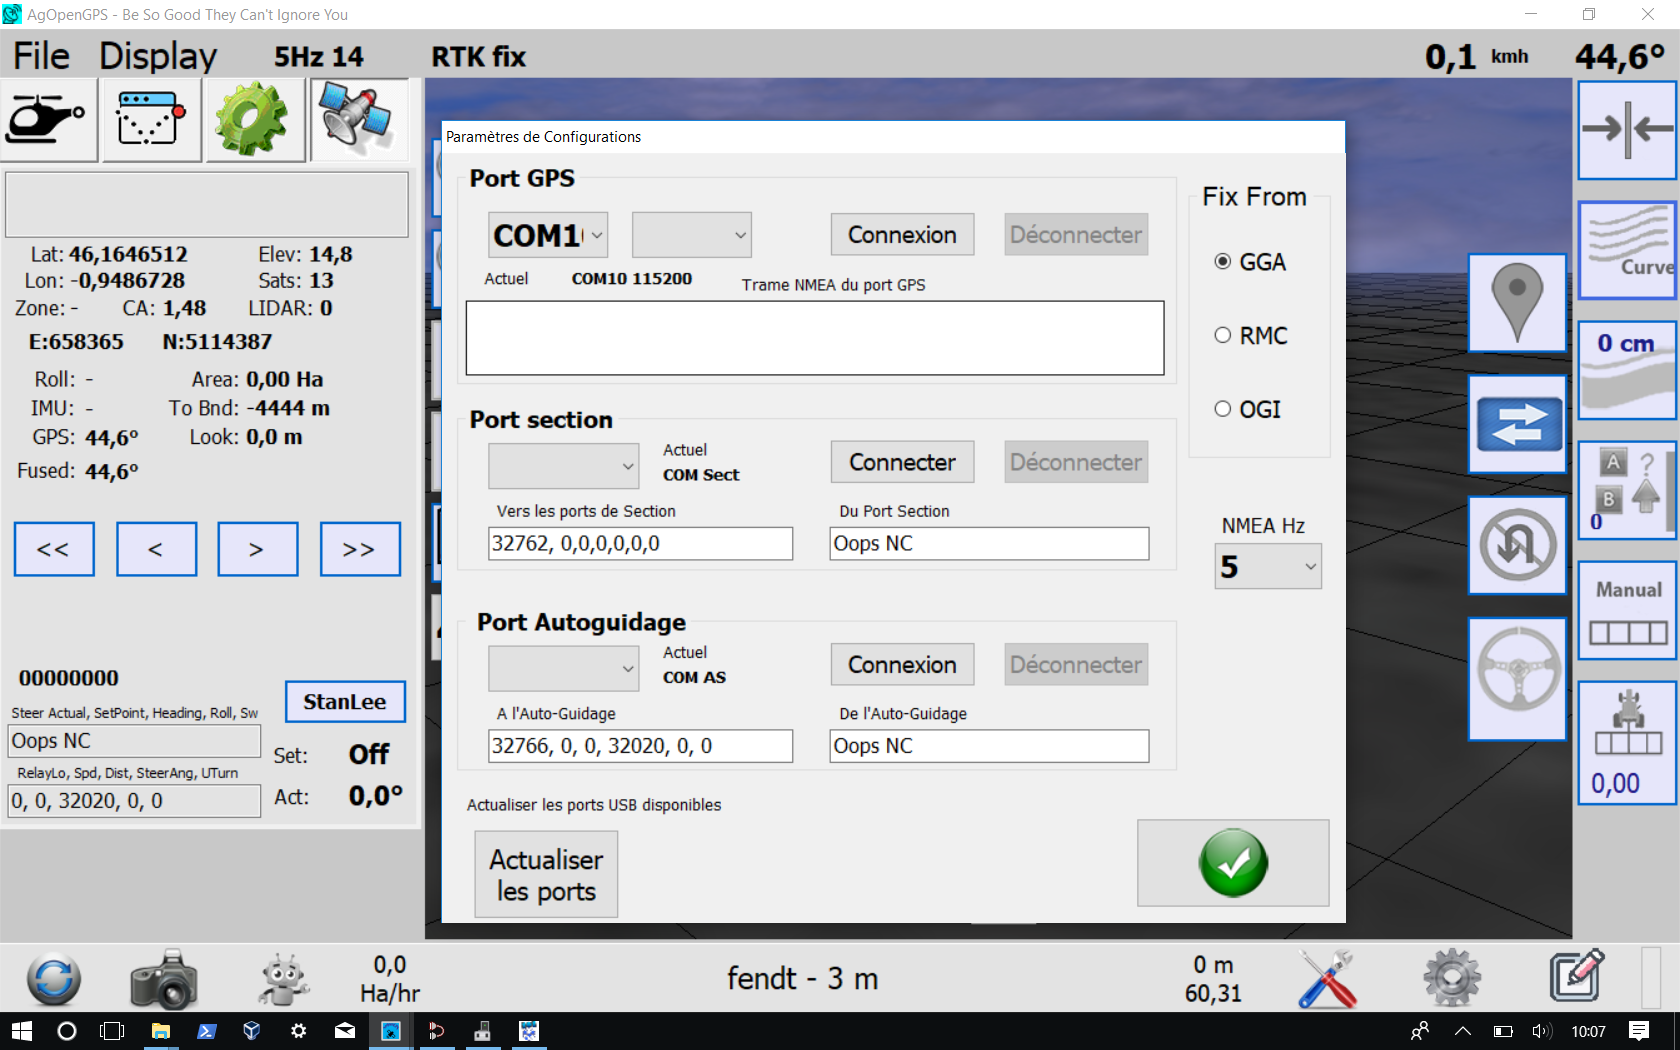 AgOpenGPS - Be So Good They Can't Ignore You
File Display 5Hz 14 RTK fix 0,1 kmh 44,6°
Lat: 46,1646512 Elev: 14,8
Lon: -0,9486728 Sats: 13
Zone: - CA: 1,48 LIDAR: 0
E:658365 N:5114387
Roll: - Area: 0,00 Ha
IMU: - To Bnd: -4444 m
GPS: 44,6° Look: 0,0 m
Fused: 44,6°
<< < > >>
00000000
StanLee
Steer Actual, SetPoint, Heading, Roll, Sw
Oops NC
Set: Off
RelayLo, Spd, Dist, SteerAng, UTurn
0, 0, 32020, 0, 0
Act: 0,0°
Paramètres de Configurations
Port GPS
COM1
Connexion Déconnecter
Actuel COM10 115200 Trame NMEA du port GPS
Fix From
GGA
RMC
OGI
Port section
Actuel
COM Sect
Connecter Déconnecter
Vers les ports de Section Du Port Section
32762, 0,0,0,0,0,0 Oops NC
NMEA Hz
5
Port Autoguidage
Actuel
COM AS
Connexion Déconnecter
A l'Auto-Guidage De l'Auto-Guidage
32766, 0, 0, 32020, 0, 0 Oops NC
Actualiser les ports USB disponibles
Actualiser
les ports
Curve
0 cm
A ?
B
0
Manual
0,00
0,0
Ha/hr
fendt - 3 m
0 m
60,31
10:07